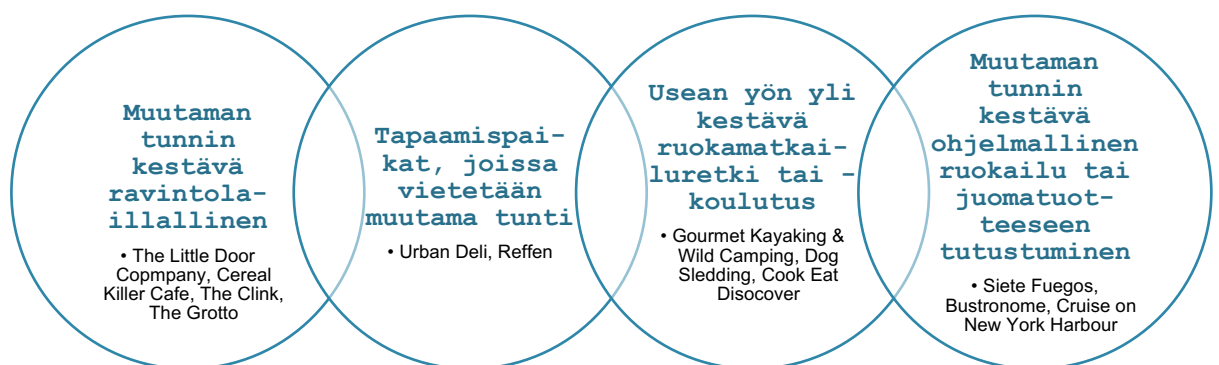 Muutaman
tunnin
kestävä
ravintola-
illallinen
• The Little Door
Copmpany, Cereal
Killer Cafe, The Clink,
The Grotto
Tapaamispai-
kat, joissa
vietetään
muutama tunti
• Urban Deli, Reffen
Usean yön yli
kestävä
ruokamatkai-
luretki tai -
koulutus
• Gourmet Kayaking &
Wild Camping, Dog
Sledding, Cook Eat
Disocover
Muutaman
tunnin
kestävä
ohjelmallinen
ruokailu tai
juomatuot-
teeseen
tutustuminen
• Siete Fuegos,
Bustronome, Cruise on
New York Harbour